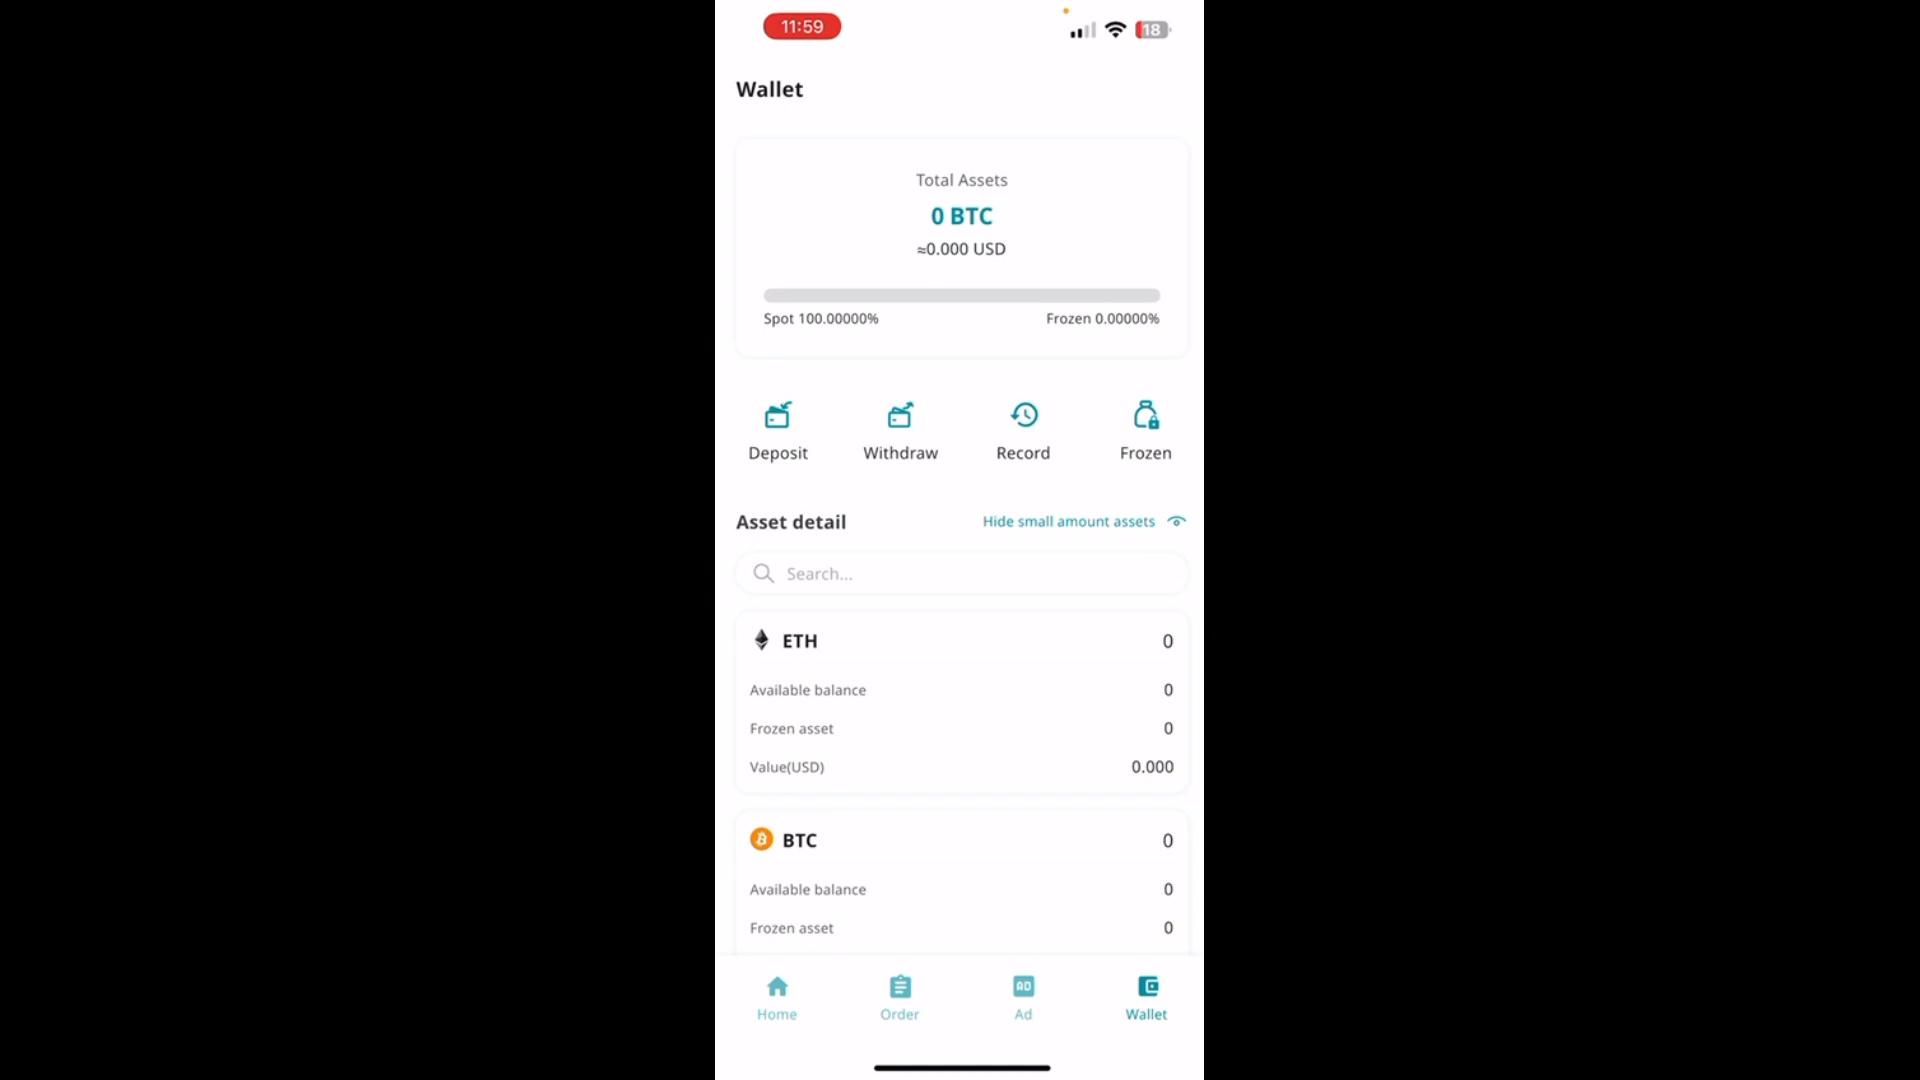 11:59
18
Wallet
Total Assets
0 BTC
≈0.000 USD
Spot 100.00000% Frozen 0.00000%
Deposit Withdraw Record Frozen
Asset detail Hide small amount assets
Search...
ETH 0
Available balance 0
Frozen asset 0
Value(USD) 0.000
BTC 0
Available balance 0
Frozen asset 0
AD
Home Order Ad Wallet